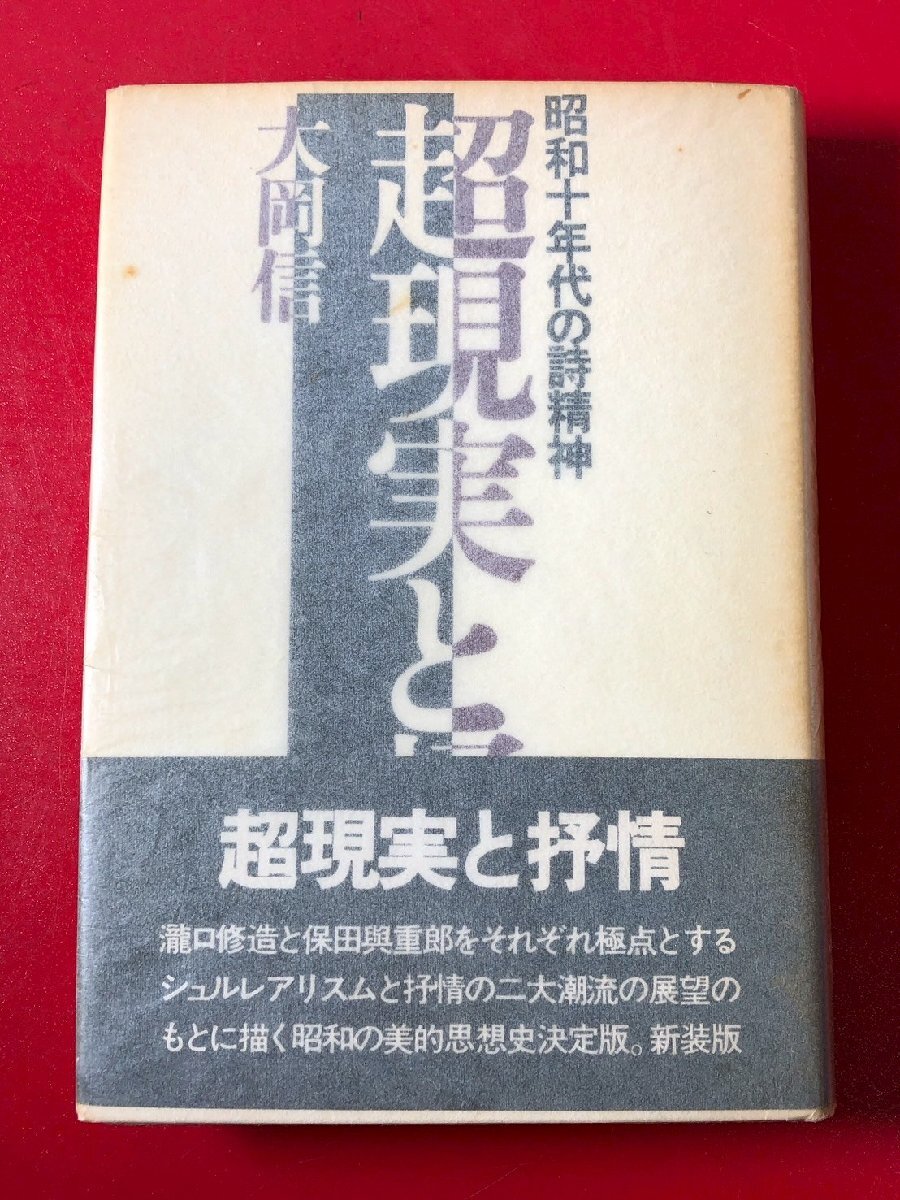 昭和十年代の詩精神
超現実と
大岡信
超現実と抒情
瀧口修造と保田與重郎をそれぞれ極点とする
シュルレアリスムと抒情の二大潮流の展望の
もとに描く昭和の美的思想史決定版。新装版